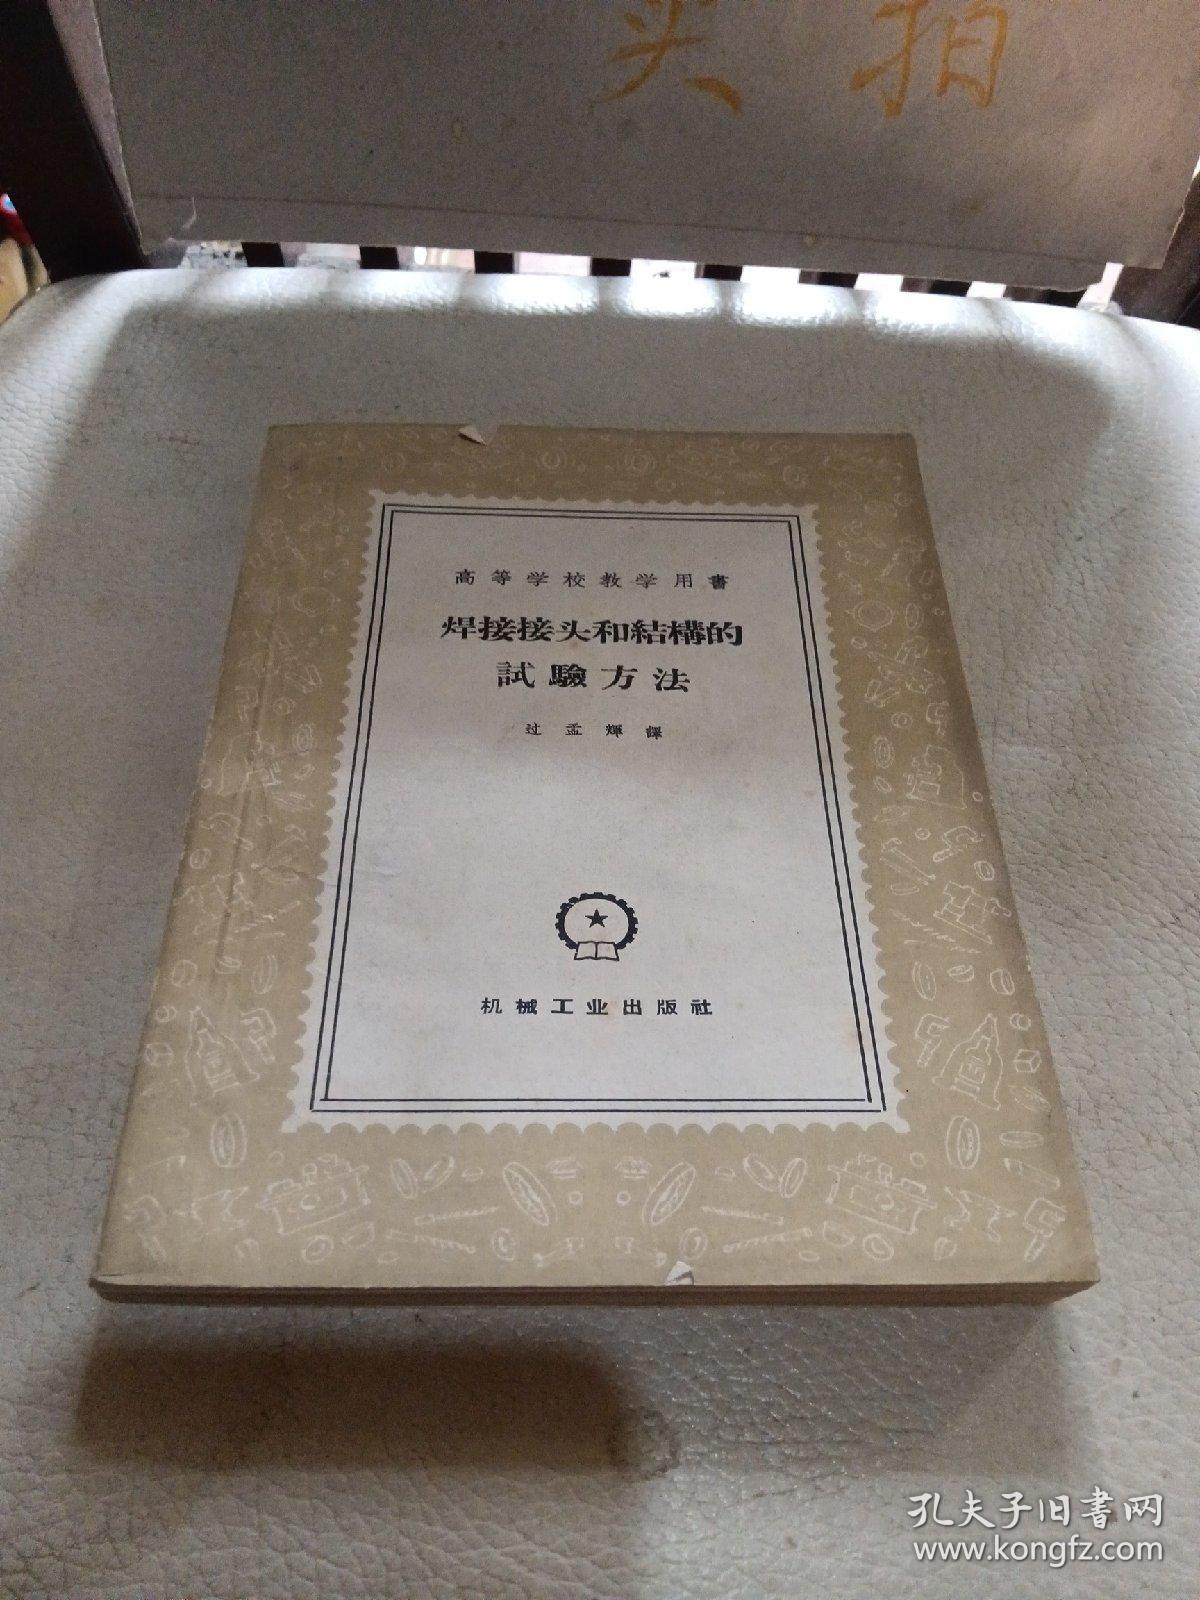 实拍
高等学校教学用書
焊接接头和結構的
試驗方法
过孟輝譯
机械工业出版社
孔夫子旧書网
www.kongfz.com